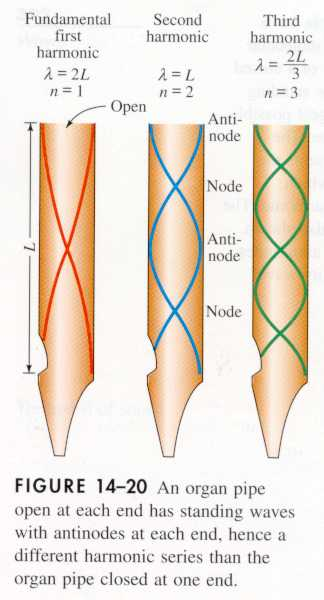 Fundamental
first
harmonic
λ = 2L
n = 1
Second
harmonic
λ = L
n = 2
Third
harmonic
λ = 2L/3
n = 3
Open
Anti-
node
Node
Anti-
node
Node
L
FIGURE 14–20 An organ pipe
open at each end has standing waves
with antinodes at each end, hence a
different harmonic series than the
organ pipe closed at one end.